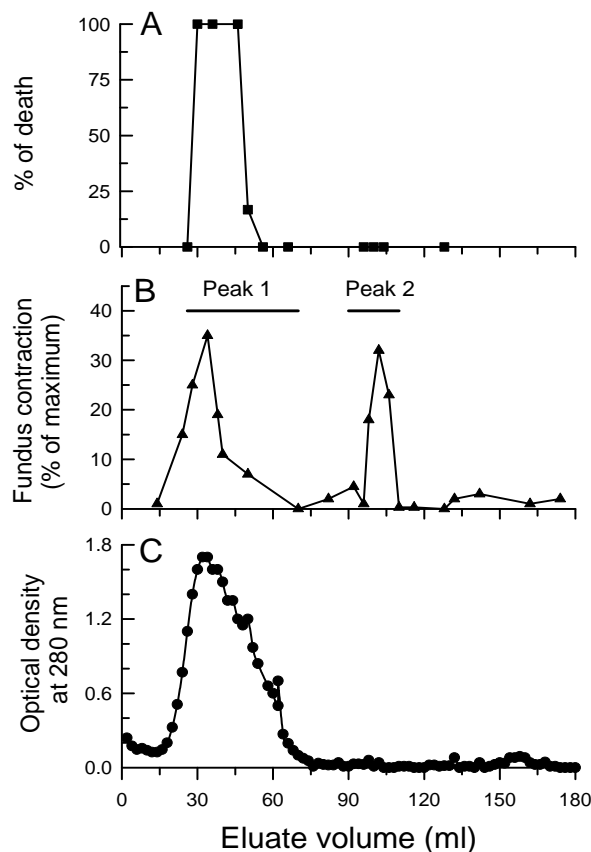 A
100
75
50
25
0
% of death
B
Peak 1
Peak 2
40
30
20
10
0
Fundus contraction
(% of maximum)
C
1.8
1.2
0.6
0.0
Optical density
at 280 nm
0 30 60 90 120 150 180
Eluate volume (ml)